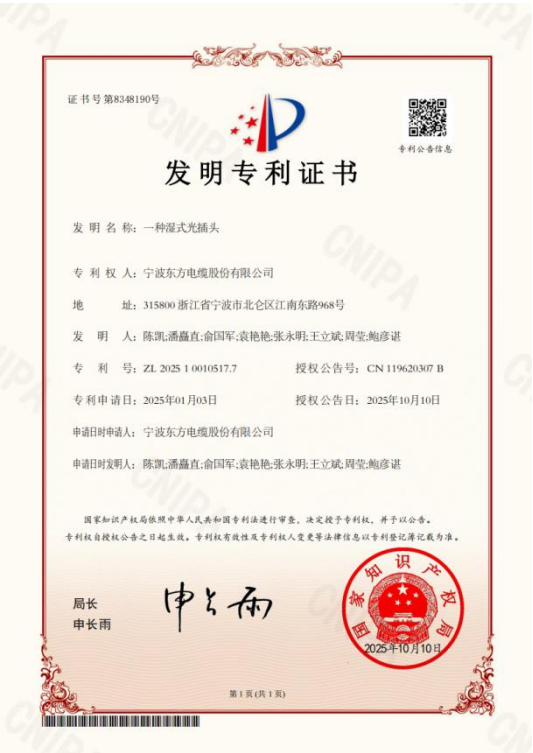 证书号第8348190号
专利公告信息
发明专利证书
发明名称：一种湿式光插头
专利权人：宁波东方电缆股份有限公司
地址：315800 浙江省宁波市北仑区江南东路968号
发明人：陈凯;潘矗直;俞国军;袁艳艳;张永明;王立斌;周莹;鲍彦谌
专利号：ZL 2025 1 0010517.7 授权公告号：CN 119620307 B
专利申请日：2025年01月03日 授权公告日：2025年10月10日
申请日时申请人：宁波东方电缆股份有限公司
申请日时发明人：陈凯;潘矗直;俞国军;袁艳艳;张永明;王立斌;周莹;鲍彦谌
国家知识产权局依照中华人民共和国专利法进行审查，决定授予专利权，并予以公告。
专利权自授权公告之日起生效。专利权有效性及专利权人变更等法律信息以专利登记簿记载为准。
局长
申长雨
申长雨
国家知识产权局
2025年10月10日
第1页(共1页)
CNIPA
CNIPA
CNIPA
CNIPA